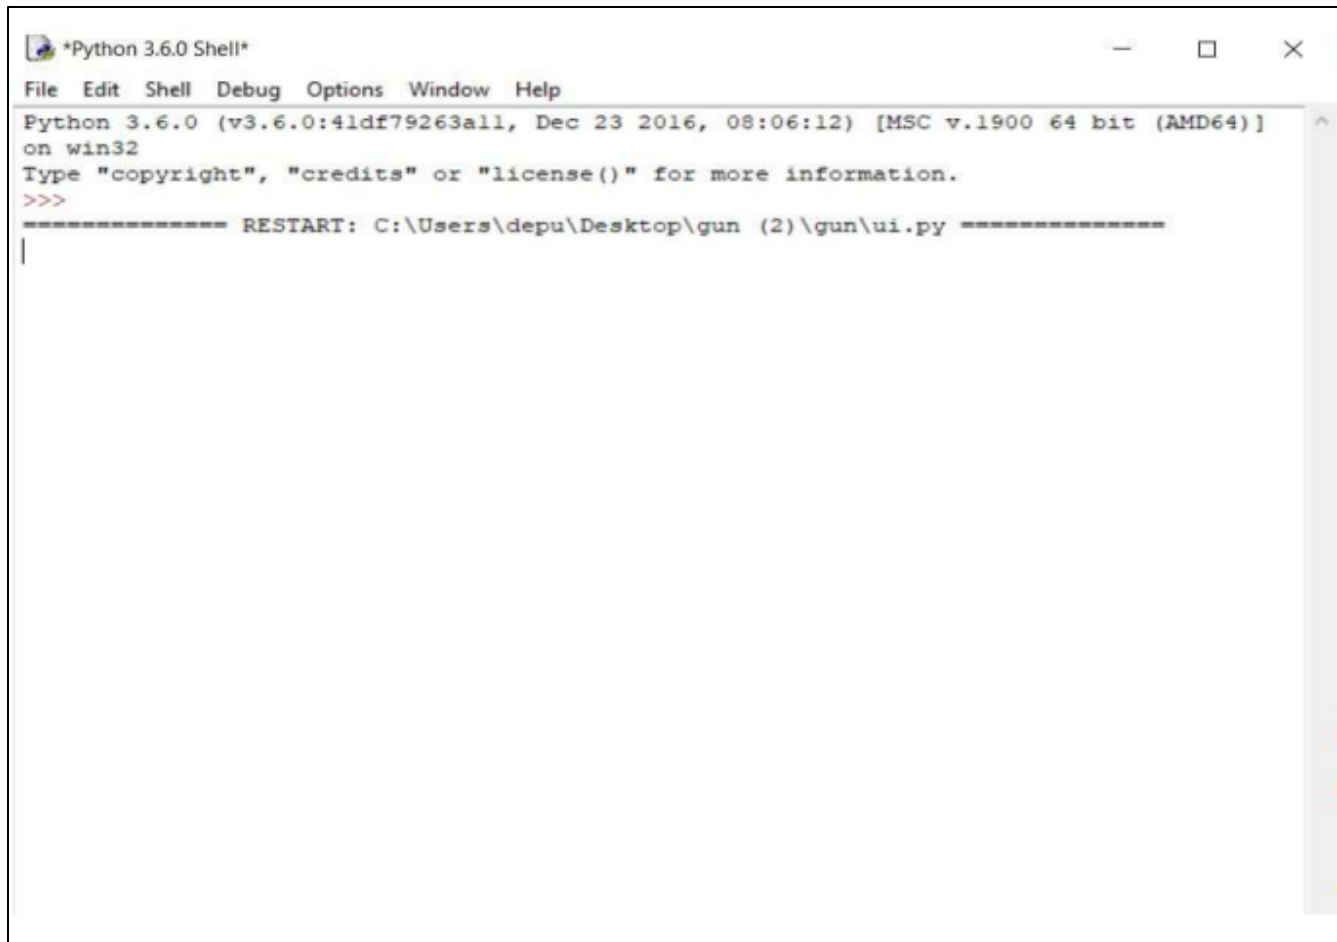 *Python 3.6.0 Shell*
File Edit Shell Debug Options Window Help
Python 3.6.0 (v3.6.0:41df79263a11, Dec 23 2016, 08:06:12) [MSC v.1900 64 bit (AMD64)]
on win32
Type "copyright", "credits" or "license()" for more information.
>>>
============== RESTART: C:\Users\depu\Desktop\gun (2)\gun\ui.py ==============